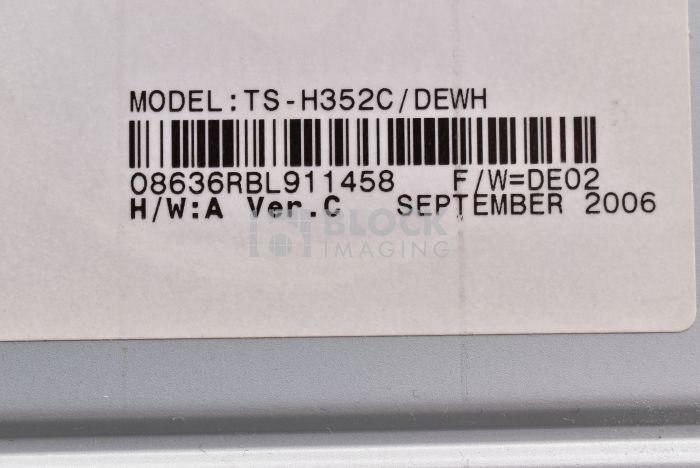 MODEL:TS-H352C/DEWH
08636RBL911458 F/W=DE02
H/W:A Ver.C SEPTEMBER 2006
BLOCK
IMAGING